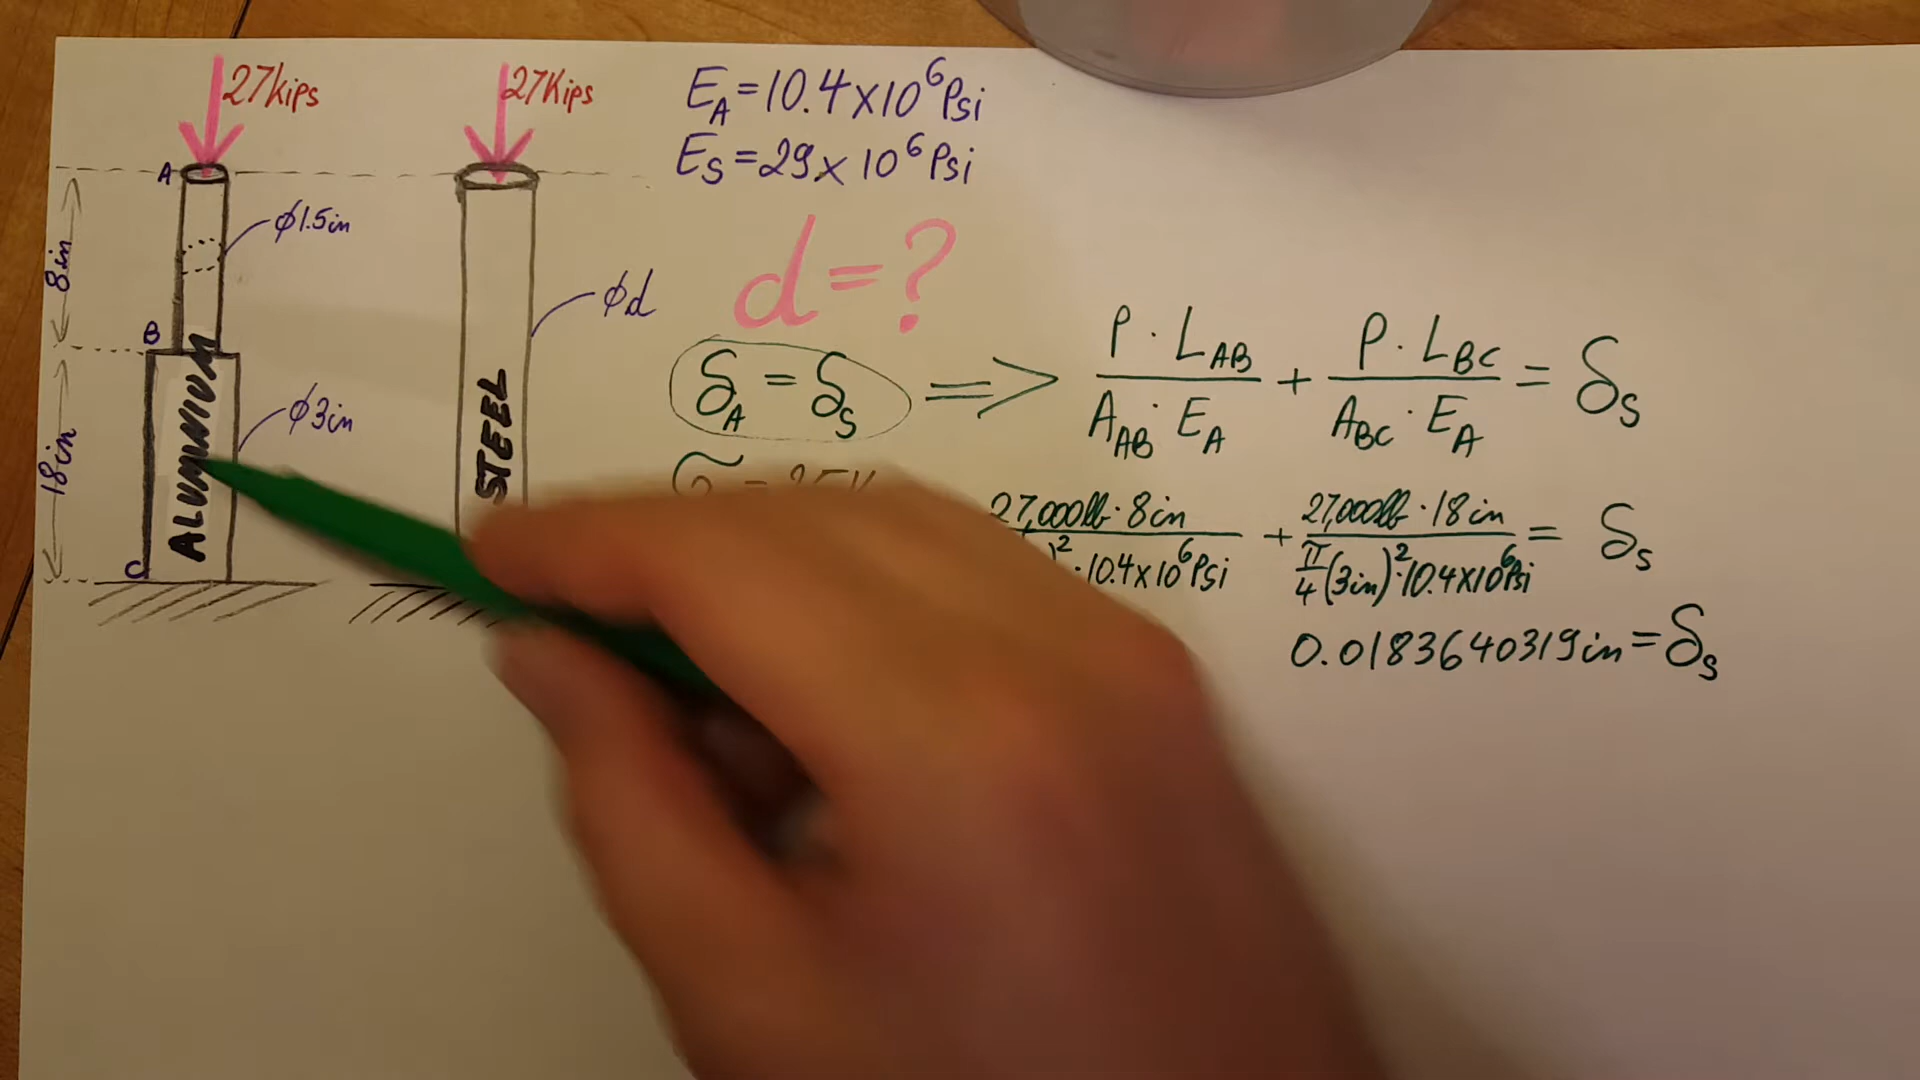 27kips
27Kips
E_A = 10.4 x 10^6 Psi
E_S = 29 x 10^6 Psi
A
ϕ1.5in
8in
B
ϕd
d = ?
δ_A = δ_S => P · L_AB / A_AB · E_A + P · L_BC / A_BC · E_A = δ_S
ϕ3in
18in
ALUMINIUM
STEEL
C
27,000lb · 8in / )^2 · 10.4x10^6 Psi + 27,000lb · 18in / π/4 (3in)^2 · 10.4x10^6 Psi = δ_S
0.0183640319in = δ_S